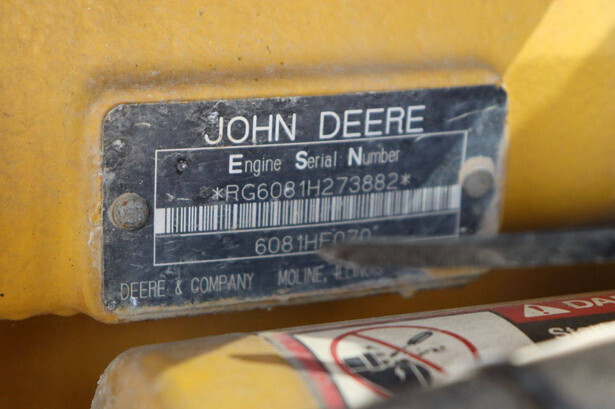 JOHN DEERE
Engine Serial Number
*RG6081H273882*
DEERE & COMPANY MOLINE, ILLINOIS